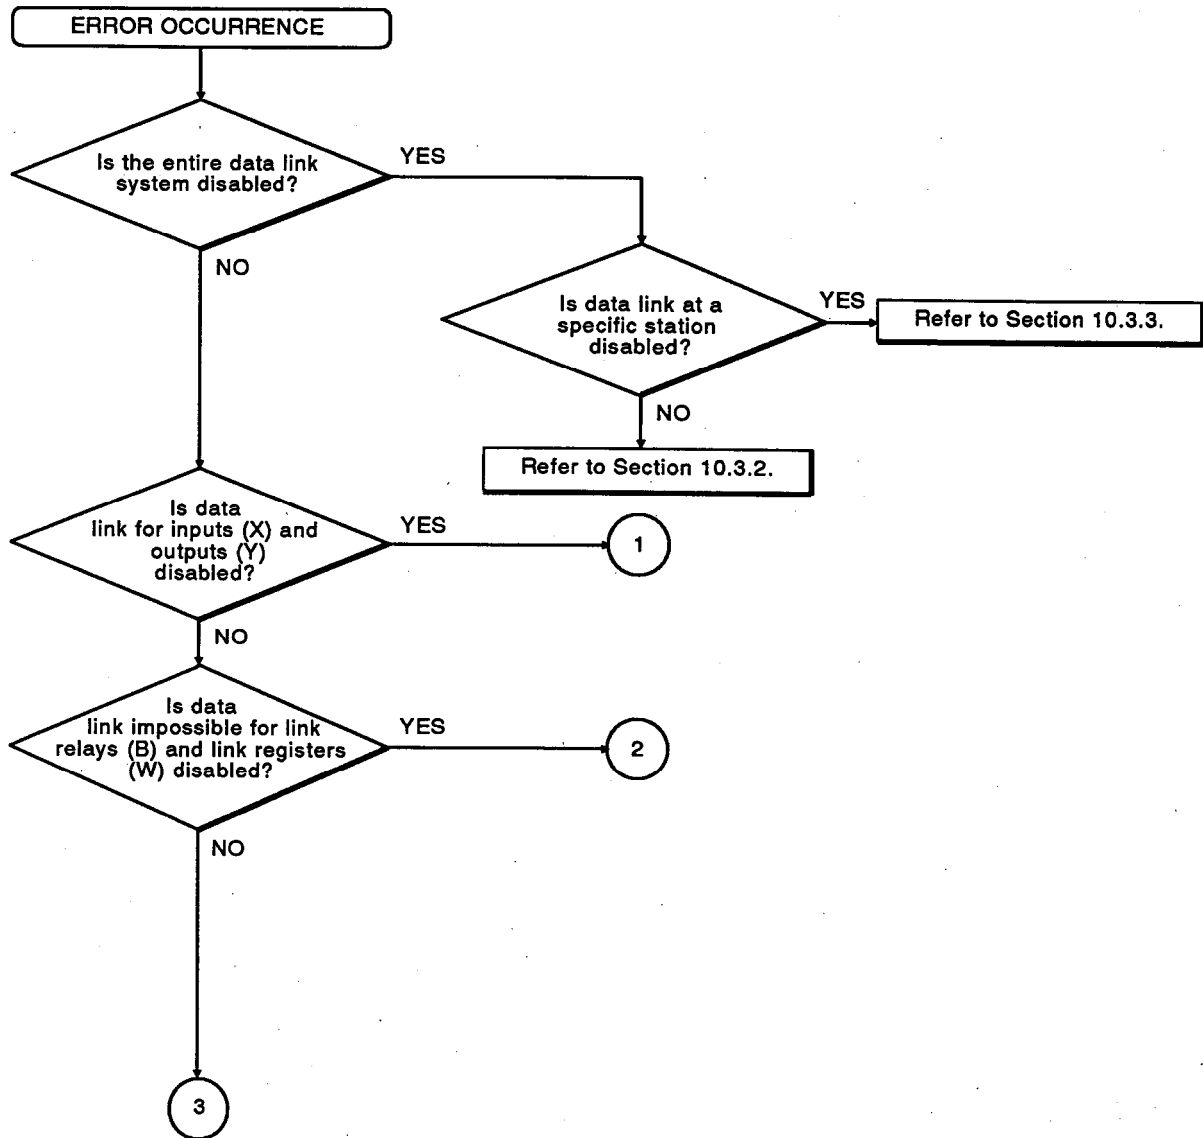 ERROR OCCURRENCE
Is the entire data link
system disabled?
YES
NO
Is data link at a
specific station
disabled?
YES
Refer to Section 10.3.3.
NO
Refer to Section 10.3.2.
Is data
link for inputs (X) and
outputs (Y)
disabled?
YES
1
NO
Is data
link impossible for link
relays (B) and link registers
(W) disabled?
YES
2
NO
3